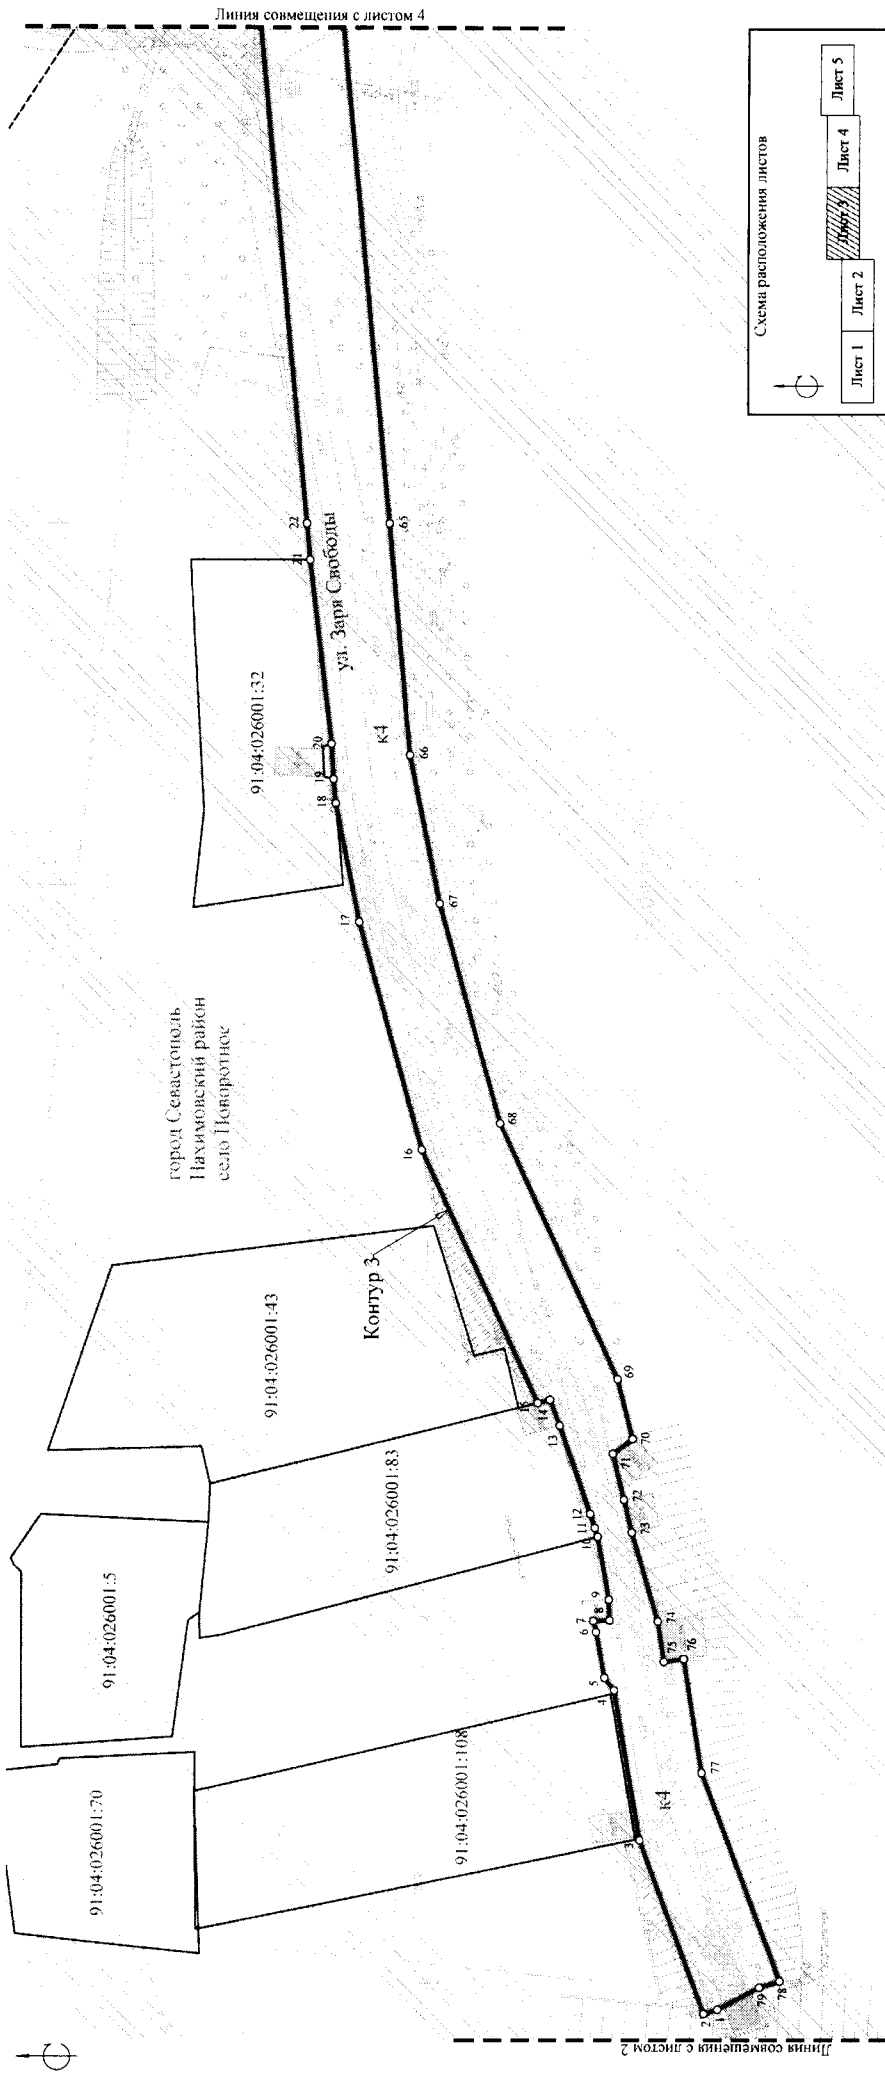 Линия совмещения с листом 4
город Севастополь
Нахимовский район
село Поворотное
ул. Заря Свободы
91:04:026001:32
91:04:026001:43
91:04:026001:83
91:04:026001:5
91:04:026001:108
91:04:026001:70
Контур 3
к4
к4
1
2
3
4
5
6
7
8
9
10
11
12
13
14
15
16
17
18
19
20
21
22
65
66
67
68
69
70
71
72
73
74
75
76
77
78
79
Линия совмещения с листом 2
Схема расположения листов
Лист 1
Лист 2
Лист 3
Лист 4
Лист 5